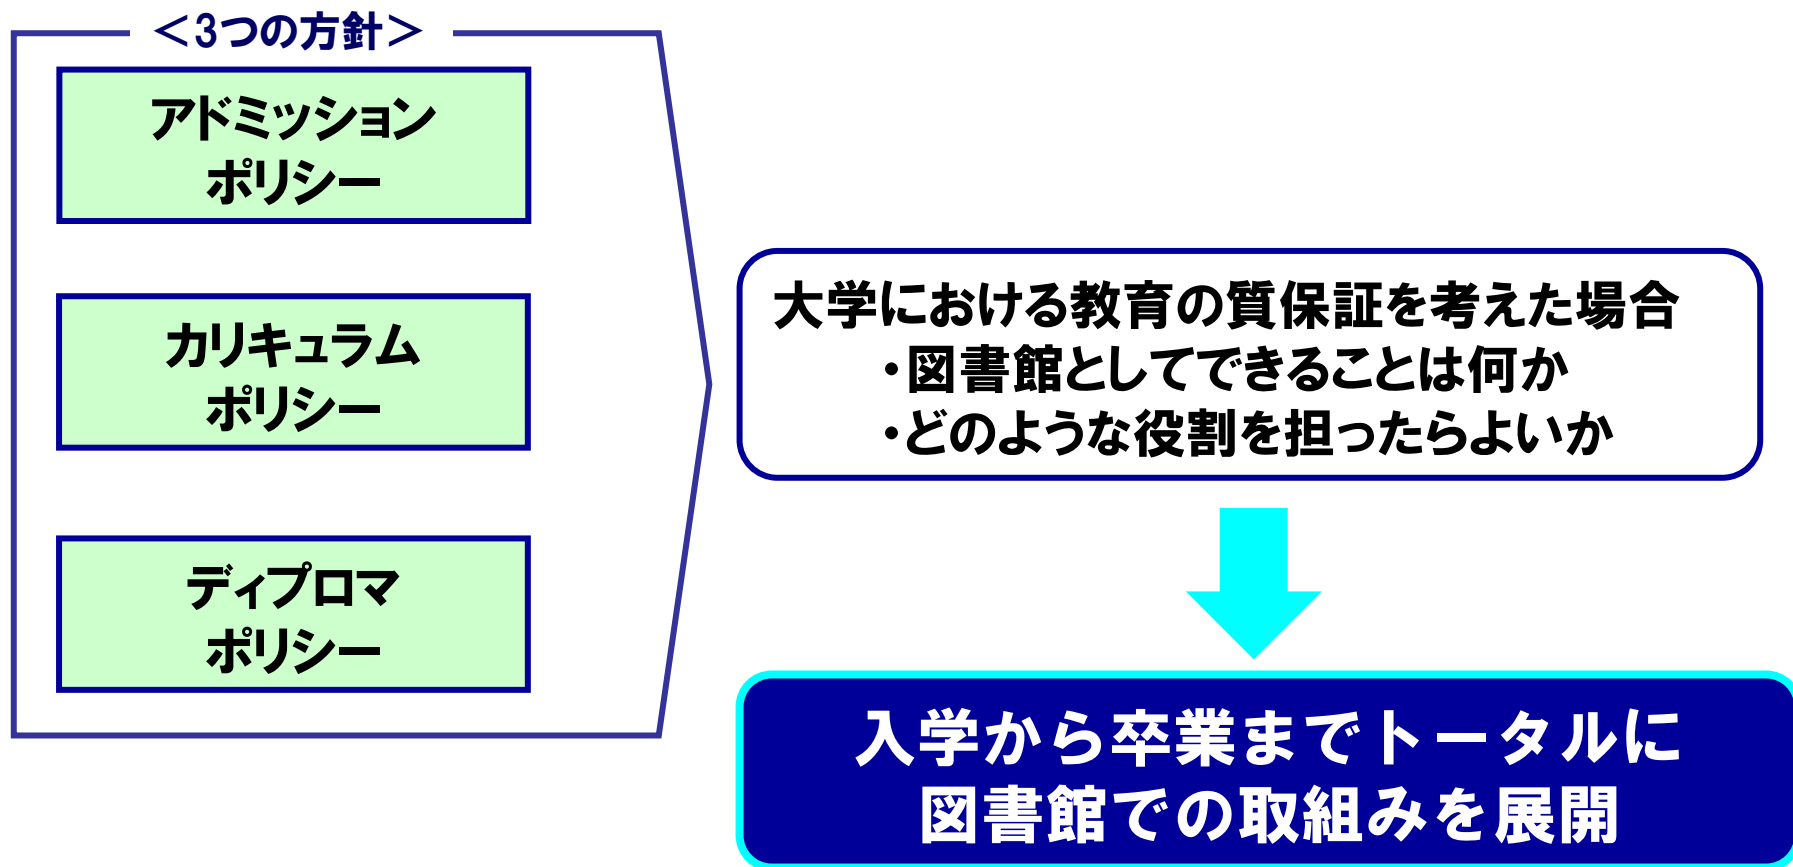 ＜3つの方針＞
アドミッション
ポリシー
カリキュラム
ポリシー
ディプロマ
ポリシー
大学における教育の質保証を考えた場合
・図書館としてできることは何か
・どのような役割を担ったらよいか
入学から卒業までトータルに
図書館での取組みを展開